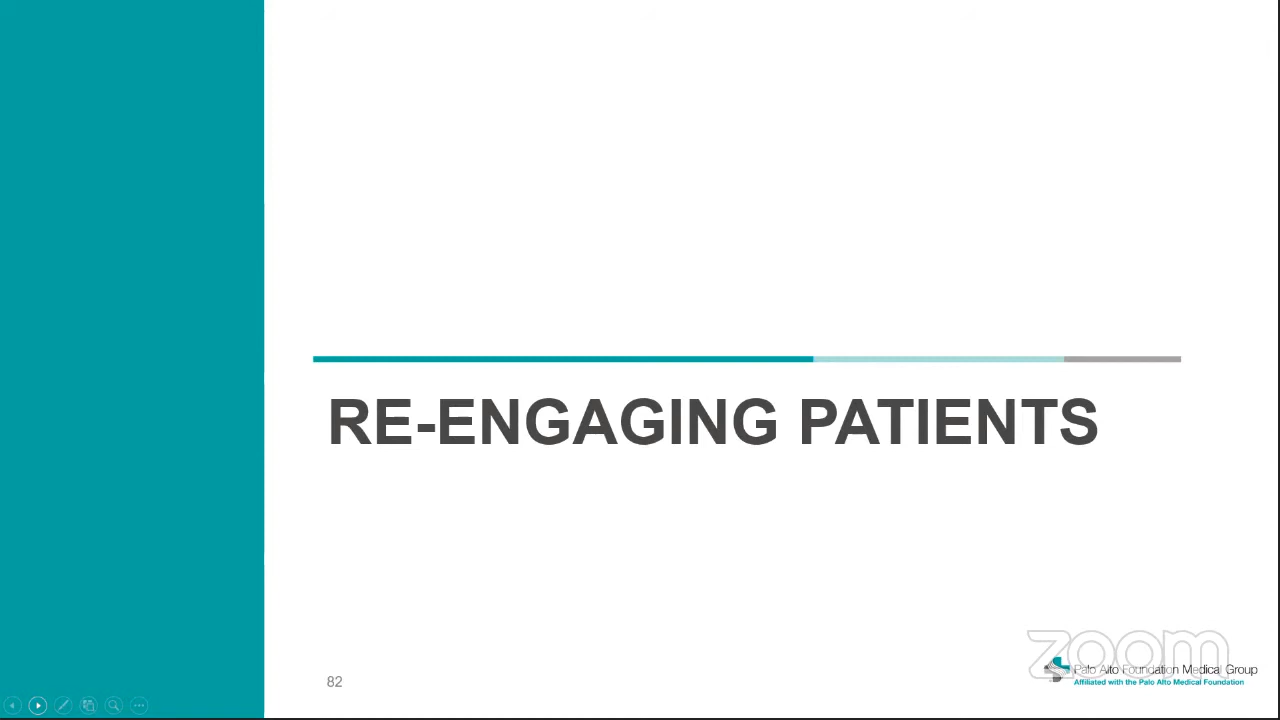 RE-ENGAGING PATIENTS
82
zoom
Palo Alto Foundation Medical Group
Affiliated with the Palo Alto Medical Foundation